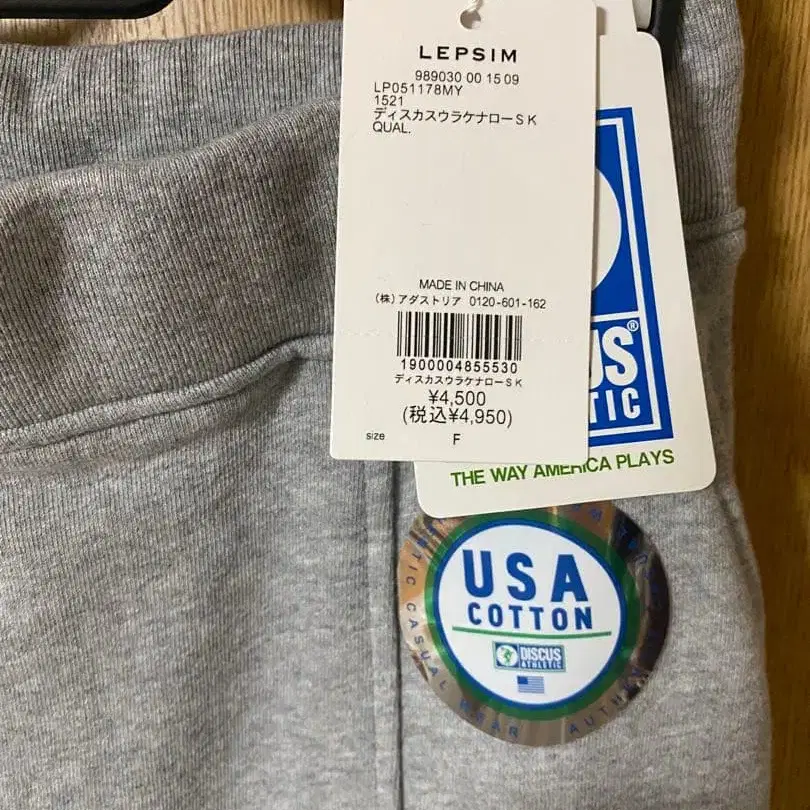 LEPSIM
989030 00 15 09
LP051178MY
1521
ディスカスウラケナローSK
QUAL.
MADE IN CHINA
(株)アダストリア 0120-601-162
1900004855530
ディスカスウラケナローSK
¥4,500
(税込¥4,950)
size F
US®
TIC
THE WAY AMERICA PLAYS
USA
COTTON
DISCUS
ATHLETIC
CASUAL WEAR